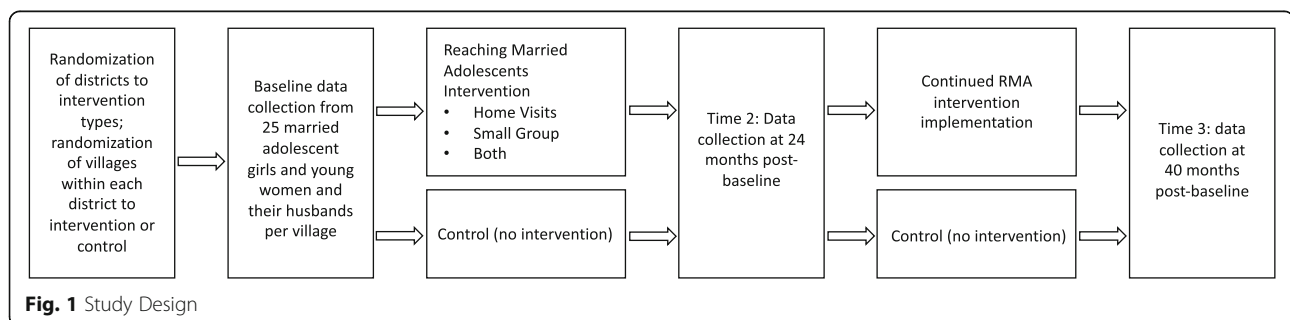 Randomization
of districts to
intervention
types;
randomization
of villages
within each
district to
intervention or
control
Baseline data
collection from
25 married
adolescent
girls and young
women and
their husbands
per village
Reaching Married
Adolescents
Intervention
• Home Visits
• Small Group
• Both
Control (no intervention)
Time 2: Data
collection at 24
months post-
baseline
Continued RMA
intervention
implementation
Control (no intervention)
Time 3: data
collection at
40 months
post-baseline
Fig. 1 Study Design